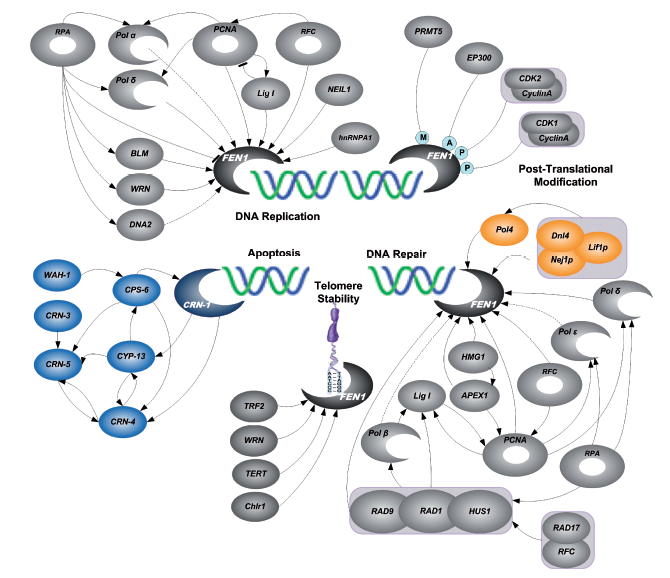 RPA
Pol α
PCNA
RFC
Pol δ
Lig I
NEIL1
hnRNPA1
BLM
WRN
DNA2
FEN1
DNA Replication
PRMT5
EP300
CDK2
CyclinA
CDK1
CyclinA
M
A
P
P
FEN1
Post-Translational
Modification
Apoptosis
WAH-1
CPS-6
CRN-1
CRN-3
CRN-5
CYP-13
CRN-4
Telomere
Stability
FEN1
TRF2
WRN
TERT
Chlr1
DNA Repair
Pol4
Dnl4
Lif1p
Nej1p
FEN1
Pol δ
Pol ε
HMG1
RFC
APEX1
Lig I
Pol β
PCNA
RPA
RAD9
RAD1
HUS1
RAD17
RFC